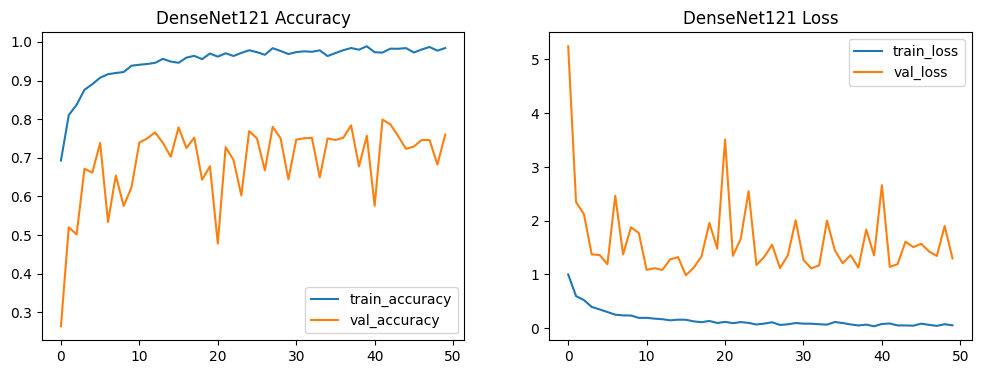 DenseNet121 Accuracy
1.0
0.9
0.8
0.7
0.6
0.5
0.4
0.3
0 10 20 30 40 50
train_accuracy
val_accuracy
DenseNet121 Loss
5
4
3
2
1
0
0 10 20 30 40 50
train_loss
val_loss